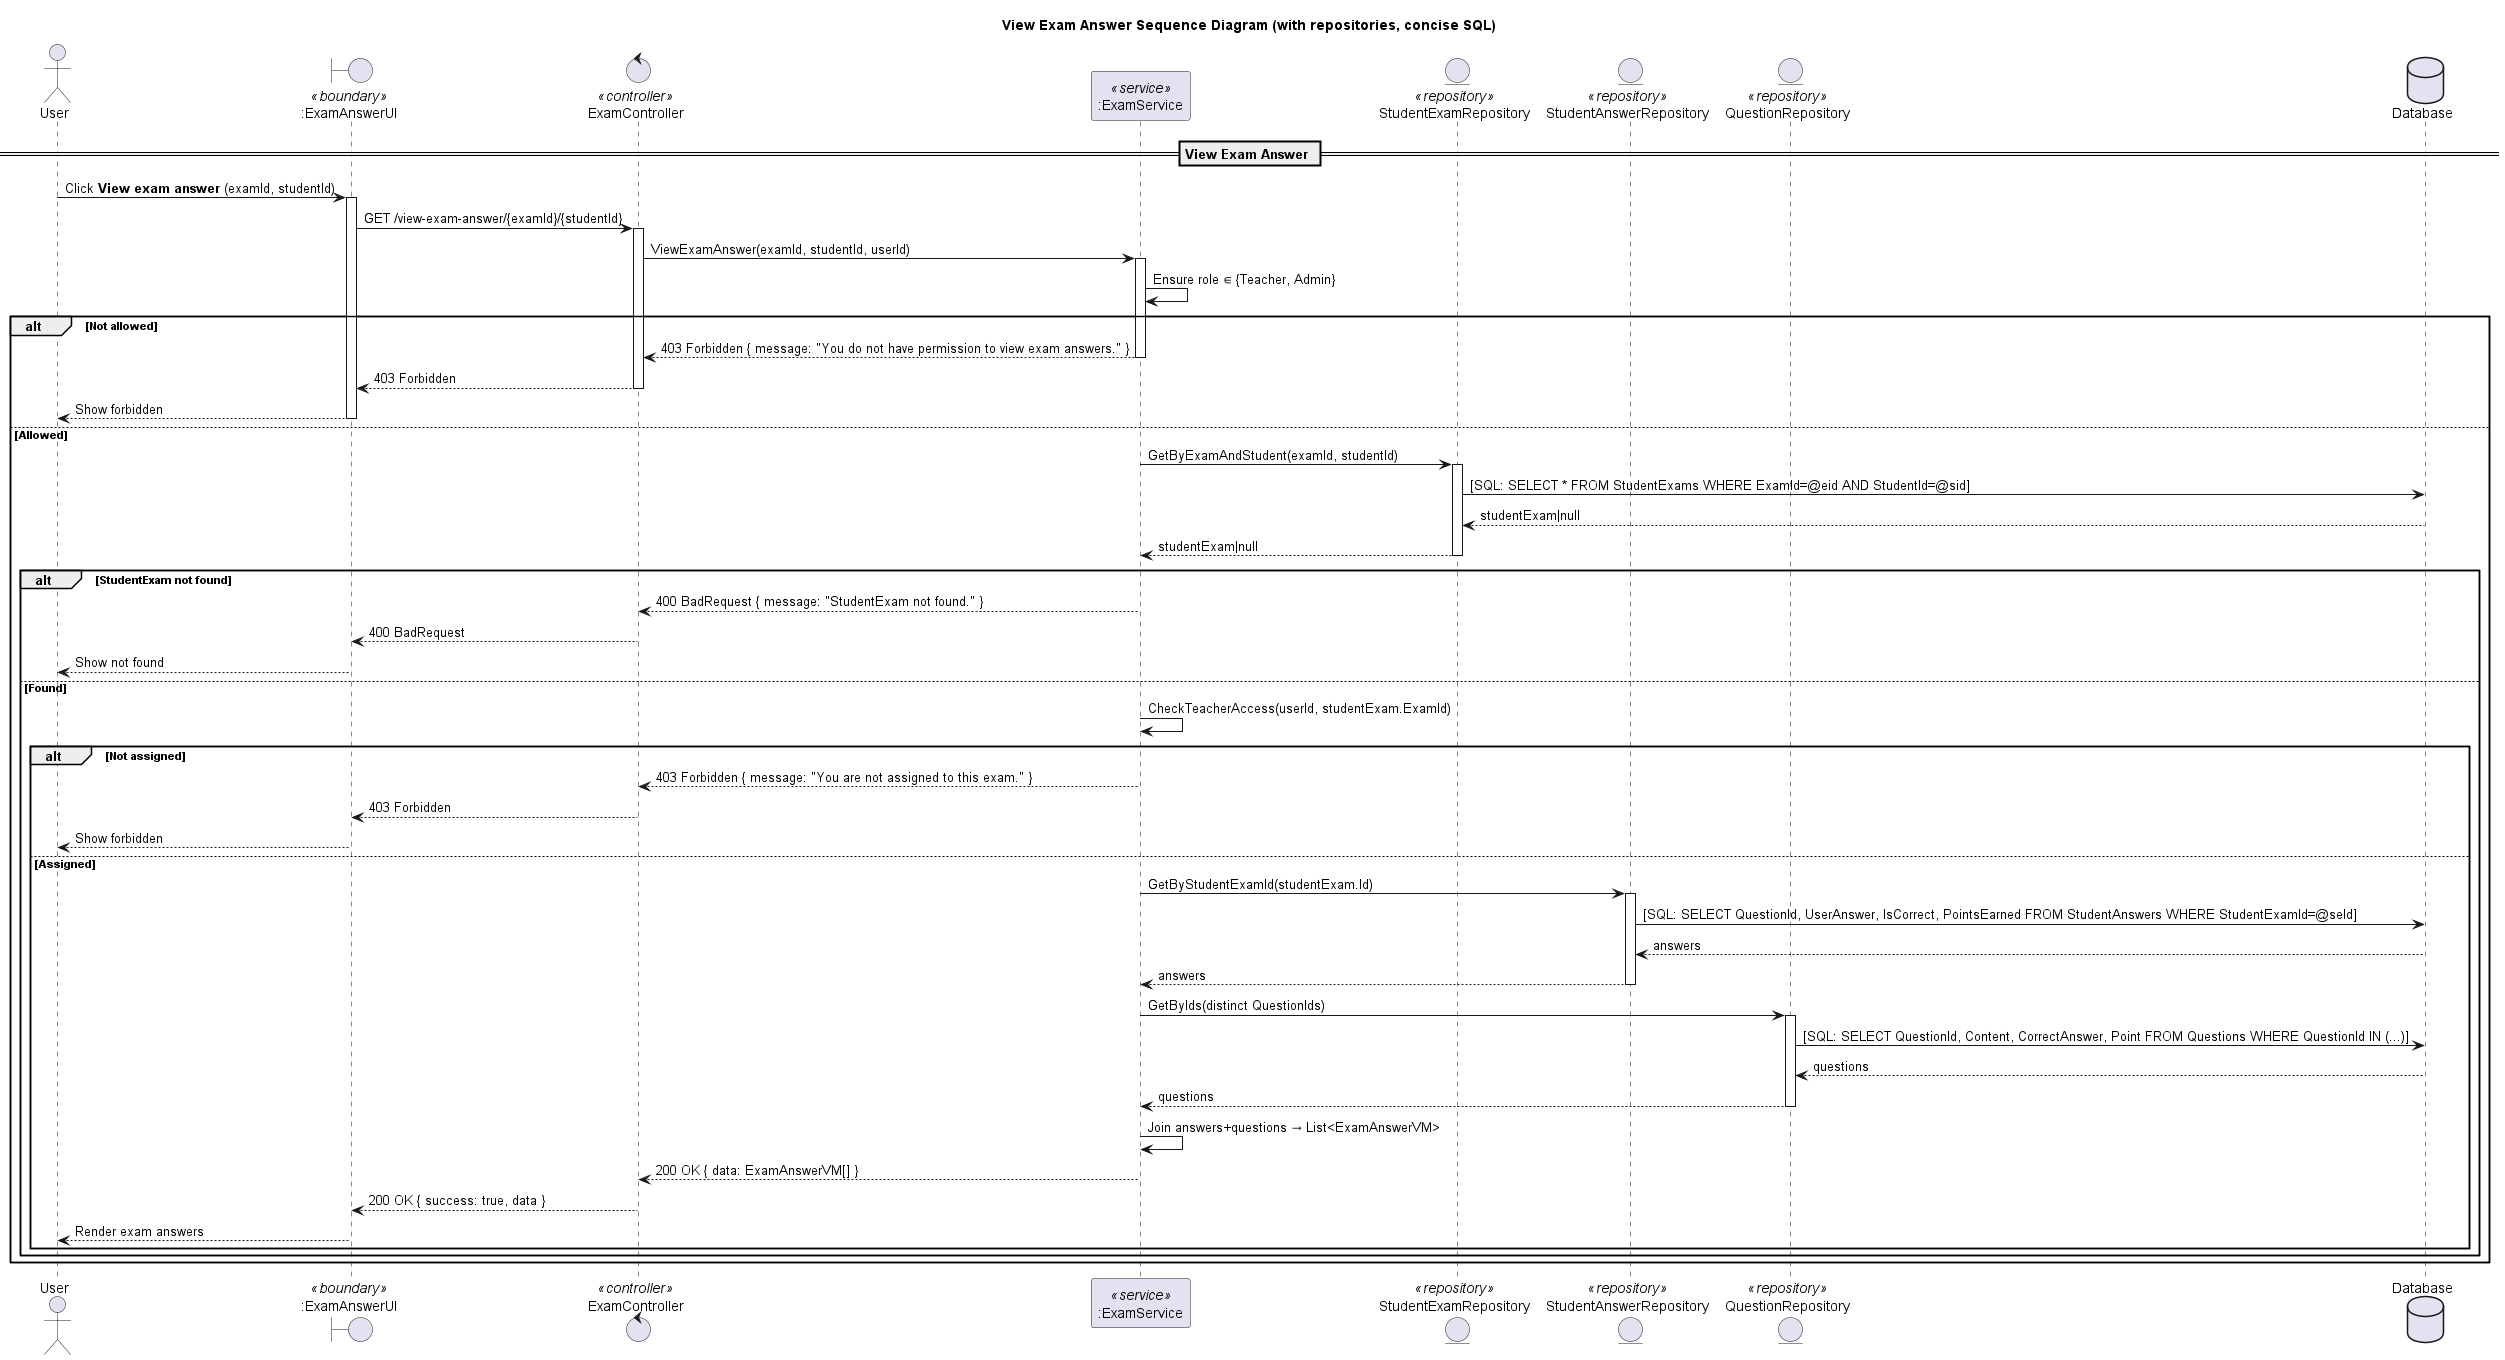 View Exam Answer Sequence Diagram (with repositories, concise SQL)
User
«boundary»
:ExamAnswerUI
«controller»
ExamController
«service»
:ExamService
«repository»
StudentExamRepository
«repository»
StudentAnswerRepository
«repository»
QuestionRepository
Database
View Exam Answer
Click View exam answer (examId, studentId)
GET /view-exam-answer/{examId}/{studentId}
ViewExamAnswer(examId, studentId, userId)
Ensure role ∈ {Teacher, Admin}
alt [Not allowed]
403 Forbidden { message: "You do not have permission to view exam answers." }
403 Forbidden
Show forbidden
[Allowed]
GetByExamAndStudent(examId, studentId)
[SQL: SELECT * FROM StudentExams WHERE ExamId=@eid AND StudentId=@sid]
studentExam|null
studentExam|null
alt [StudentExam not found]
400 BadRequest { message: "StudentExam not found." }
400 BadRequest
Show not found
[Found]
CheckTeacherAccess(userId, studentExam.ExamId)
alt [Not assigned]
403 Forbidden { message: "You are not assigned to this exam." }
403 Forbidden
Show forbidden
[Assigned]
GetByStudentExamId(studentExam.Id)
[SQL: SELECT QuestionId, UserAnswer, IsCorrect, PointsEarned FROM StudentAnswers WHERE StudentExamId=@seId]
answers
answers
GetByIds(distinct QuestionIds)
[SQL: SELECT QuestionId, Content, CorrectAnswer, Point FROM Questions WHERE QuestionId IN (...)]
questions
questions
Join answers+questions → List<ExamAnswerVM>
200 OK { data: ExamAnswerVM[] }
200 OK { success: true, data }
Render exam answers
User
«boundary»
:ExamAnswerUI
«controller»
ExamController
«service»
:ExamService
«repository»
StudentExamRepository
«repository»
StudentAnswerRepository
«repository»
QuestionRepository
Database